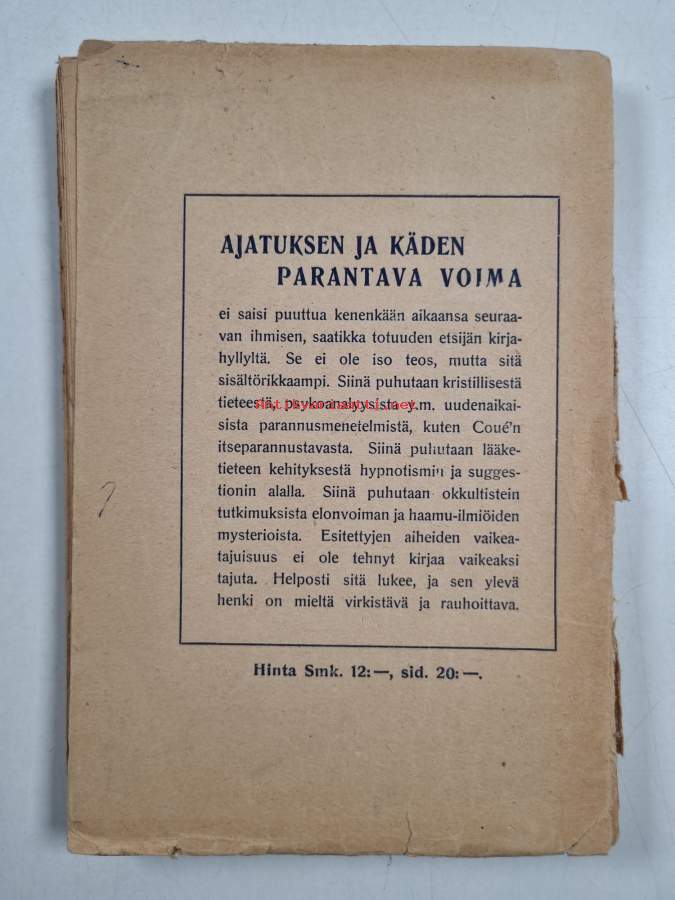 AJATUKSEN JA KÄDEN
PARANTAVA VOIMA
ei saisi puuttua kenenkään aikaansa seuraa-
van ihmisen, saatikka totuuden etsijän kirja-
hyllyltä. Se ei ole iso teos, mutta sitä
sisältörikkaampi. Siinä puhutaan kristillisestä
tieteestä, psykoanalyysista y.m. uudenaikai-
Antikvariaatti.net
sista parannusmenetelmistä, kuten Coué'n
itseparannustavasta. Siinä puhutaan lääke-
tieteen kehityksestä hypnotismin ja sugges-
tionin alalla. Siinä puhutaan okkultistein
tutkimuksista elonvoiman ja haamu-ilmiöiden
mysterioista. Esitettyjen aiheiden vaikea-
tajuisuus ei ole tehnyt kirjaa vaikeaksi
tajuta. Helposti sitä lukee, ja sen ylevä
henki on mieltä virkistävä ja rauhoittava.
Hinta Smk. 12:—, sid. 20:—.